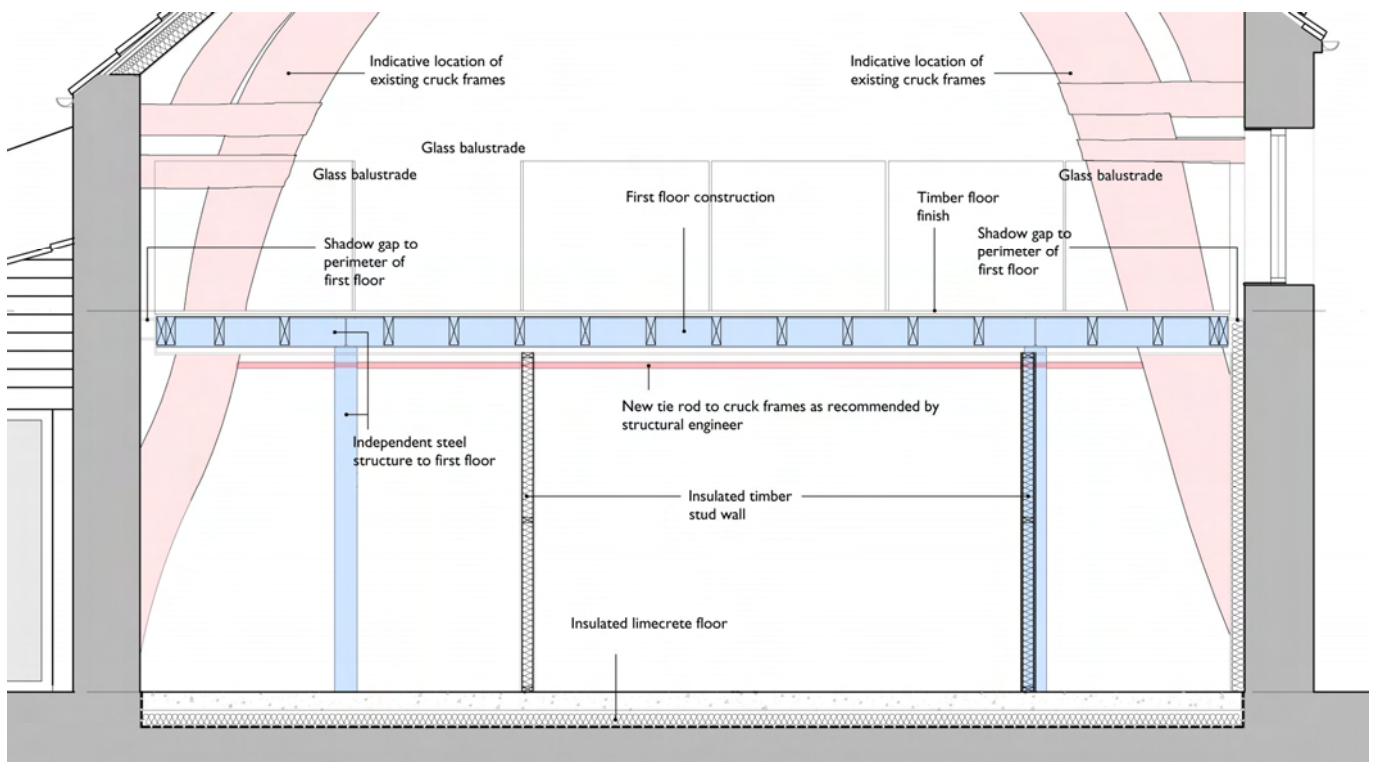 Indicative location of
existing cruck frames
Indicative location of
existing cruck frames
Glass balustrade
Glass balustrade
Glass balustrade
First floor construction
Timber floor
finish
Shadow gap to
perimeter of
first floor
Shadow gap to
perimeter of
first floor
New tie rod to cruck frames as recommended by
structural engineer
Independent steel
structure to first floor
Insulated timber
stud wall
Insulated limecrete floor